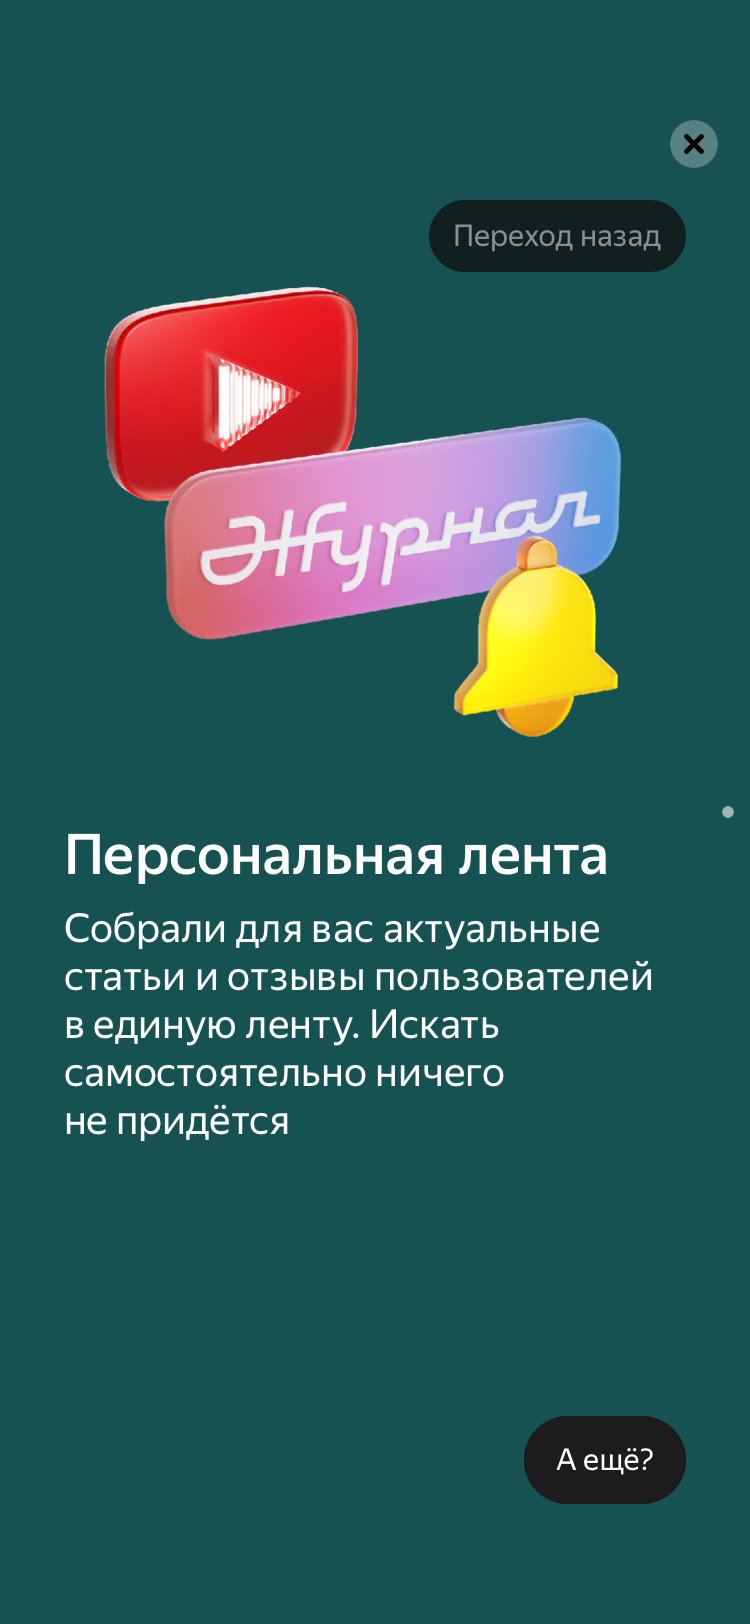 Переход назад
Журнал
Персональная лента
Собрали для вас актуальные
статьи и отзывы пользователей
в единую ленту. Искать
самостоятельно ничего
не придётся
А ещё?